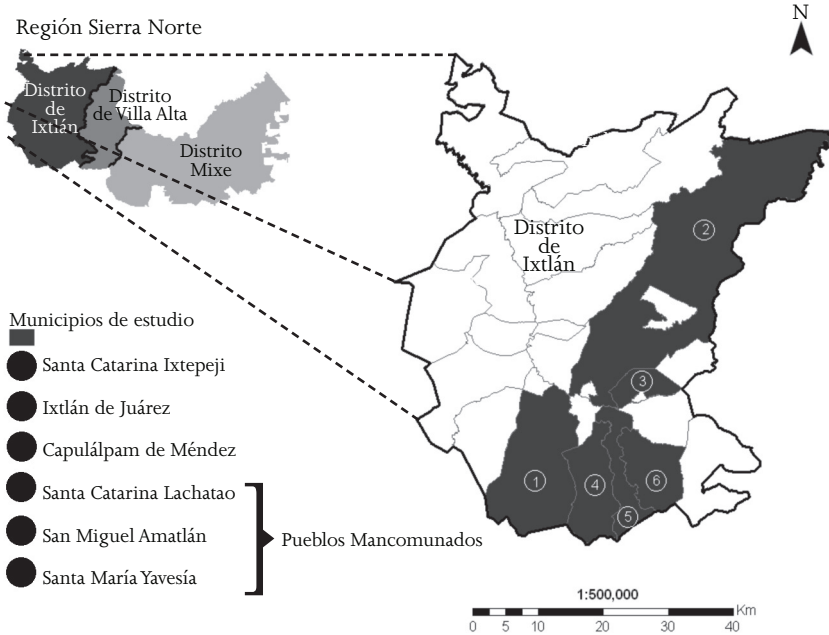 Región Sierra Norte
N
Distrito
de
Ixtlán
Distrito
de Villa Alta
Distrito
Mixe
Distrito
de
Ixtlán
2
3
1
4
6
5
Municipios de estudio
Santa Catarina Ixtepeji
Ixtlán de Juárez
Capulálpam de Méndez
Santa Catarina Lachatao
San Miguel Amatlán
Santa María Yavesía
Pueblos Mancomunados
1:500,000
Km
0 5 10 20 30 40